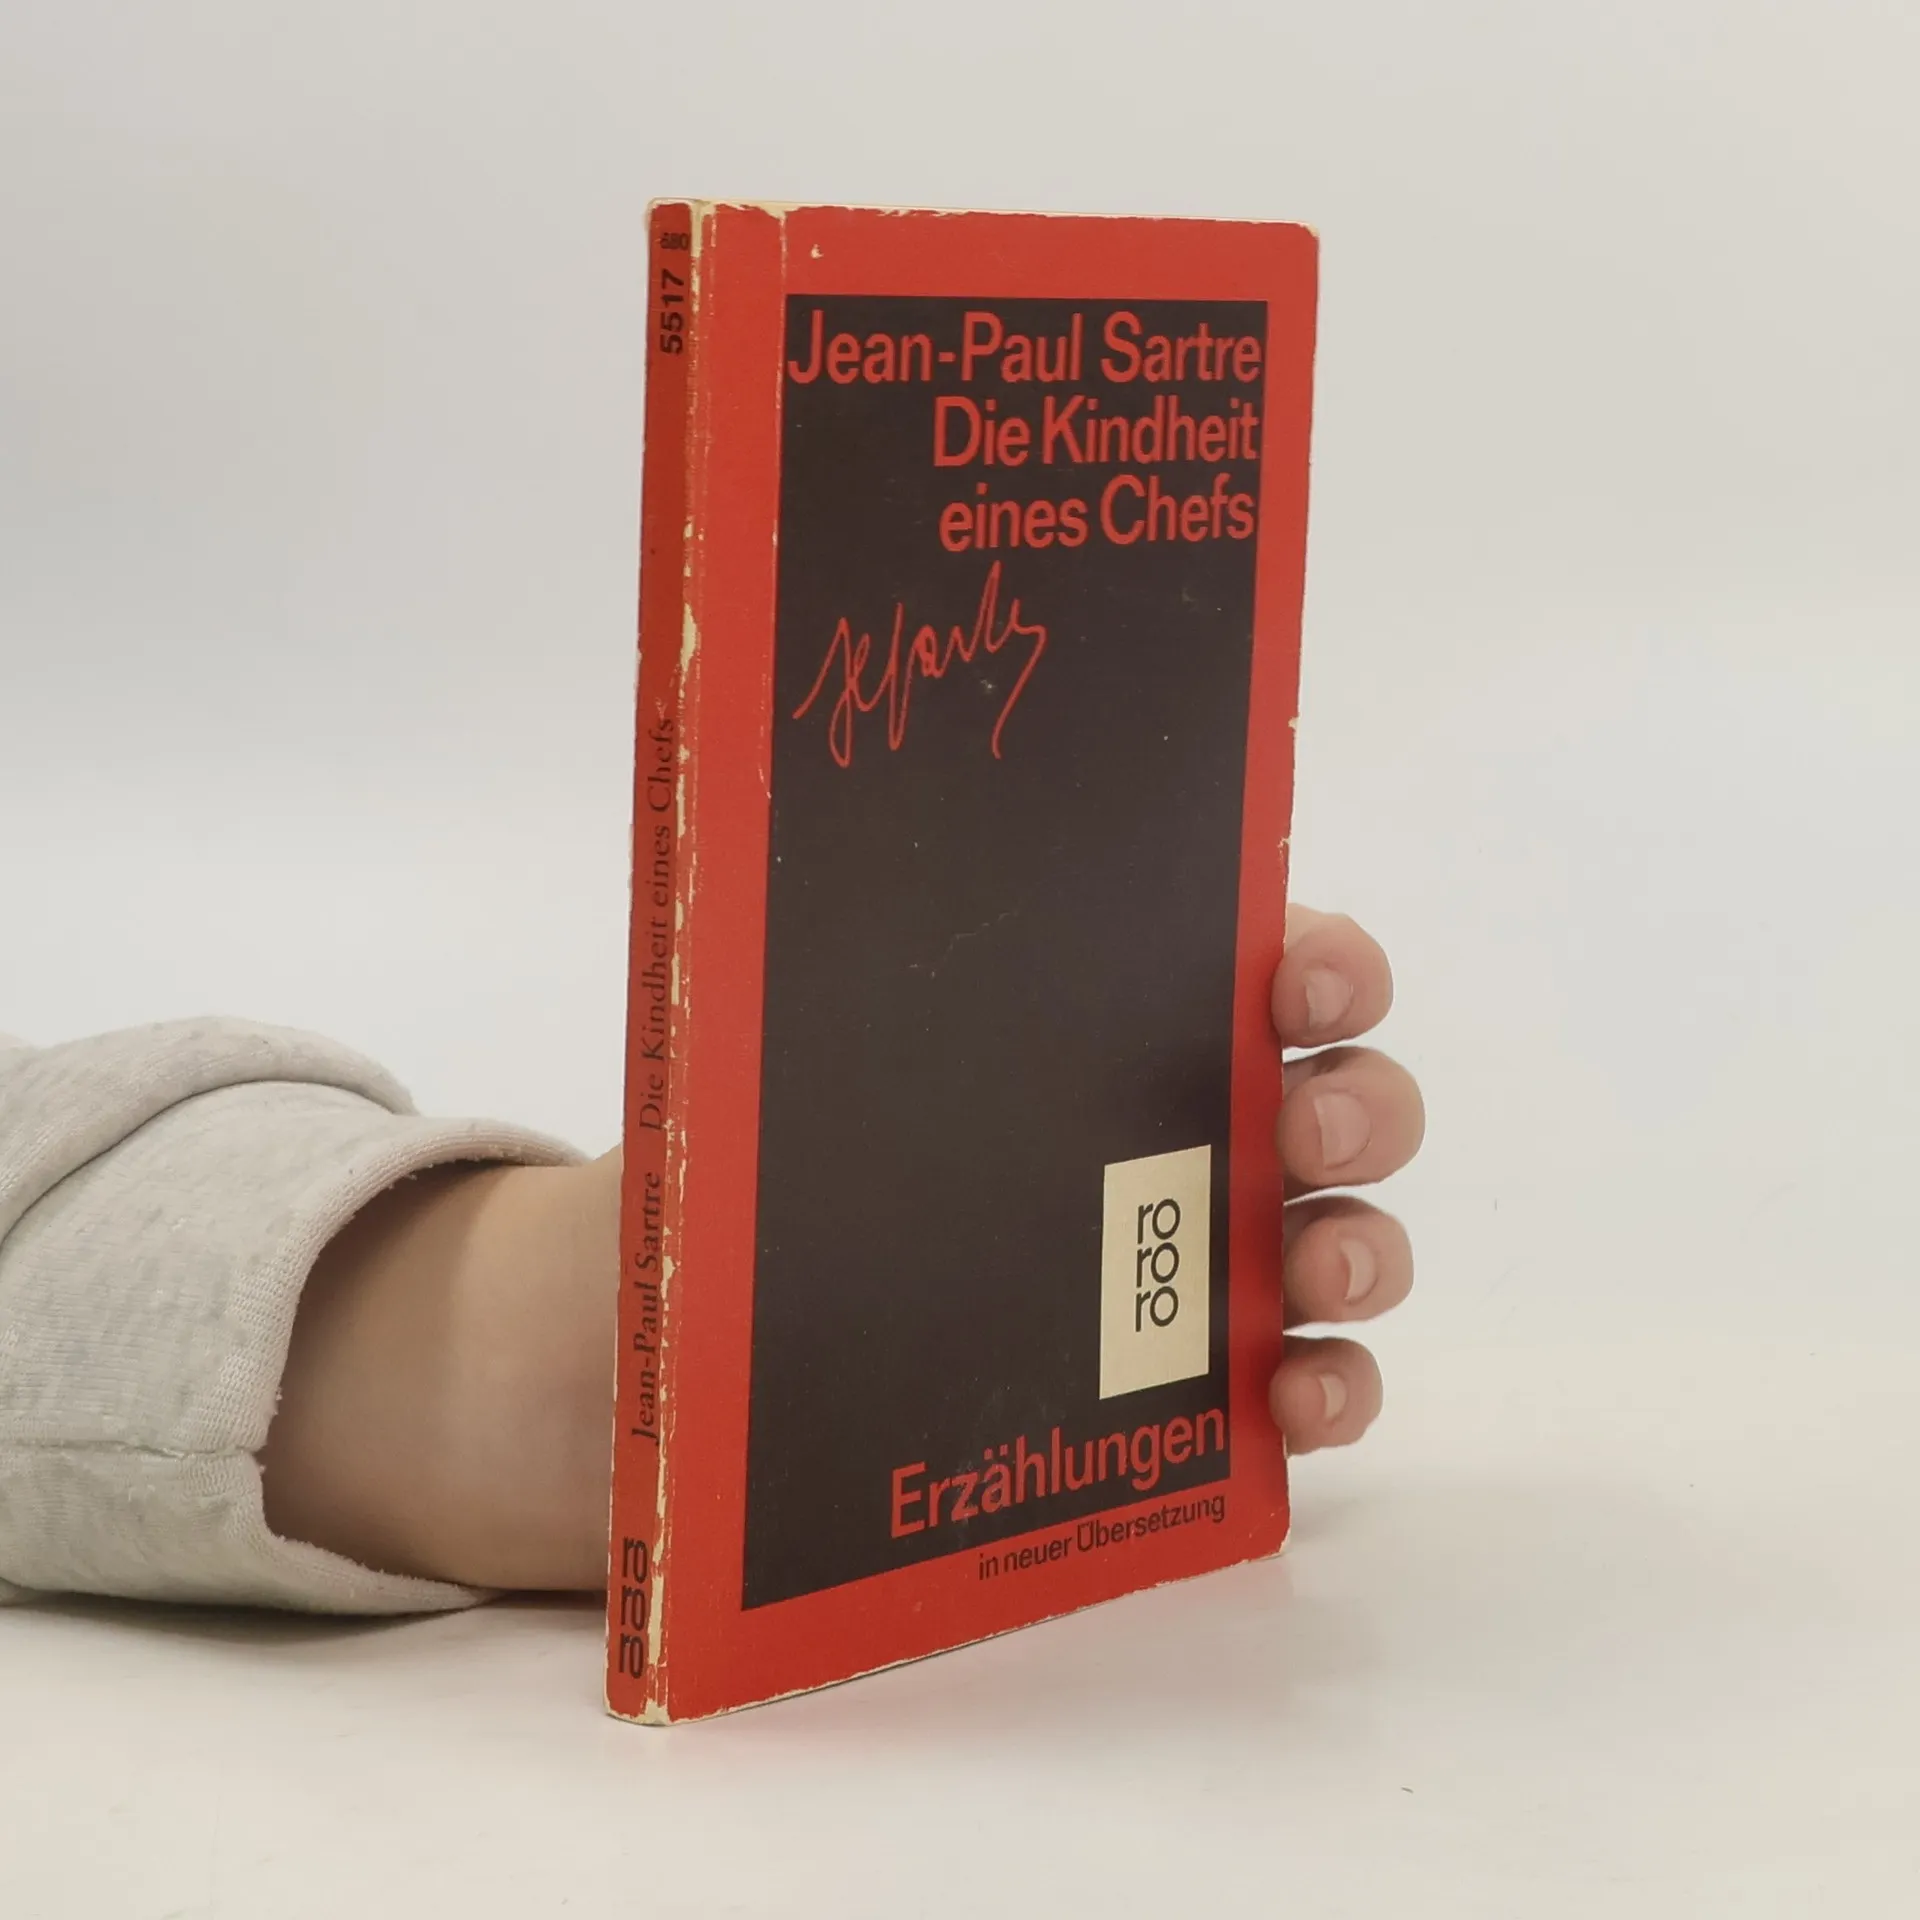 Jean-Paul Sartre
Die Kindheit
eines Chefs
ro
ro
ro
Erzählungen
in neuer Übersetzung
680
5517
Jean-Paul Sartre Die Kindheit eines Chefs
ro
ro
ro